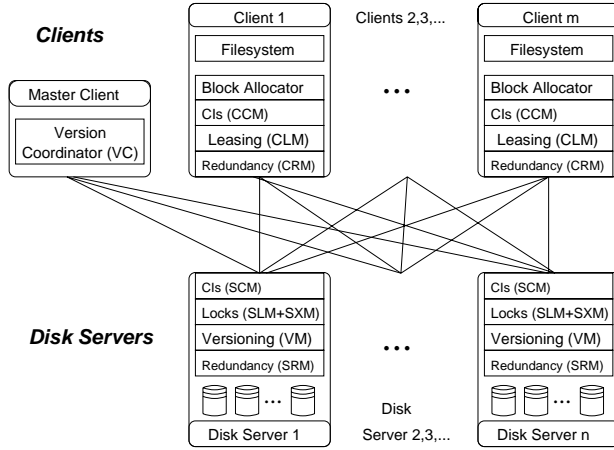 Clients
Client 1
Clients 2,3,...
Client m
Filesystem
Filesystem
Master Client
Version
Coordinator (VC)
Block Allocator
CIs (CCM)
Leasing (CLM)
Redundancy (CRM)
...
Block Allocator
CIs (CCM)
Leasing (CLM)
Redundancy (CRM)
Disk Servers
CIs (SCM)
Locks (SLM+SXM)
Versioning (VM)
Redundancy (SRM)
...
Disk Server 1
...
Disk
Server 2,3,...
CIs (SCM)
Locks (SLM+SXM)
Versioning (VM)
Redundancy (SRM)
...
Disk Server n